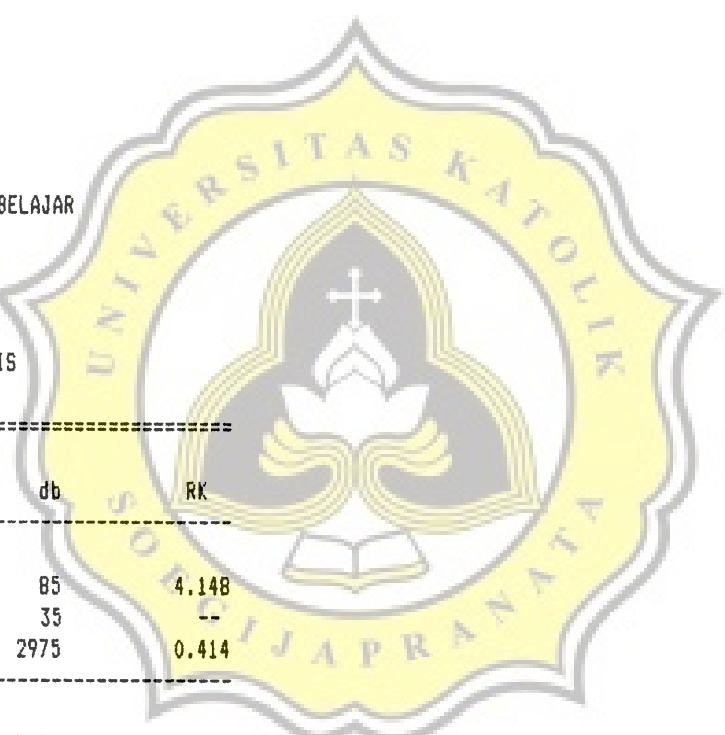 UNIVERSITAS KATOLIK
BELAJAR
IS
db RK
85 4.148
35 --
2975 0.414
SOEGIJAPRANATA